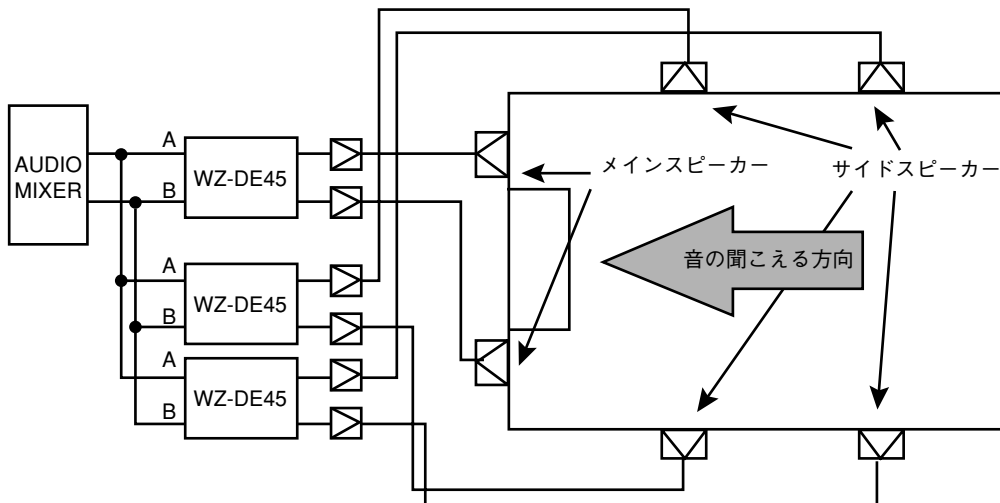 AUDIO
MIXER
A
B
WZ-DE45
A
B
WZ-DE45
A
B
WZ-DE45
メインスピーカー
サイドスピーカー
音の聞こえる方向